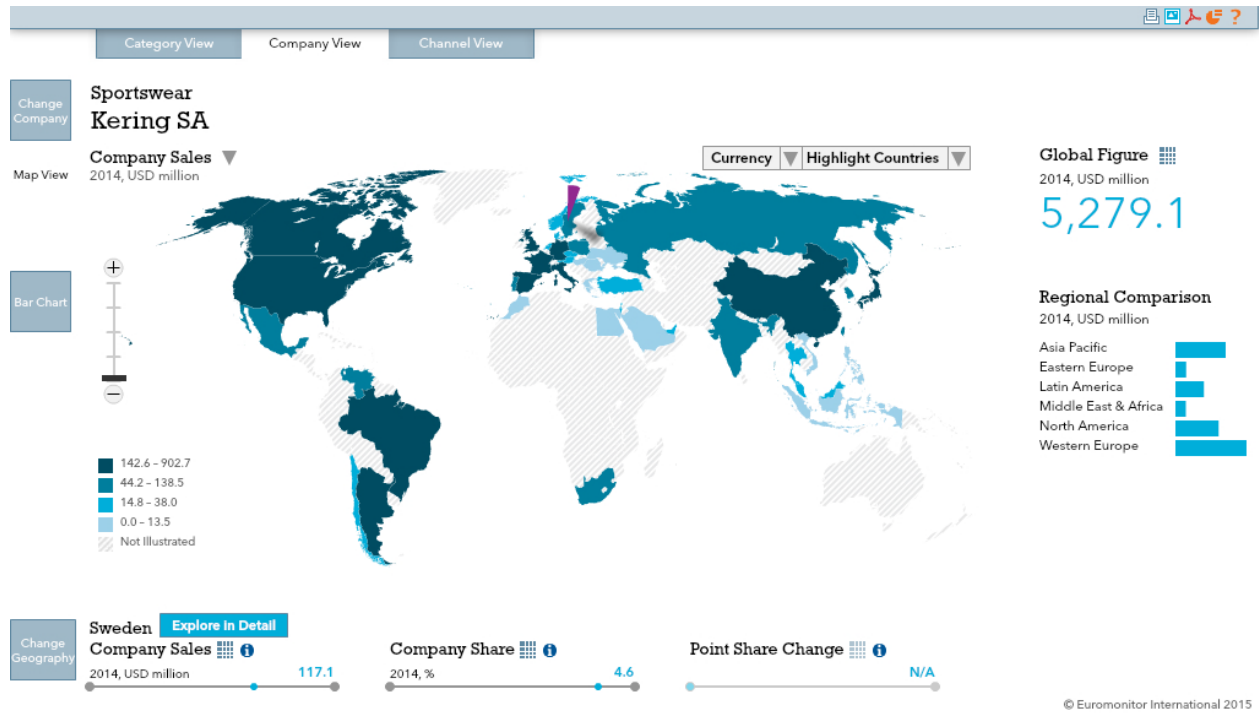 Category View
Company View
Channel View
Change Company
Sportswear
Kering SA
Company Sales
2014, USD million
Map View
Currency
Highlight Countries
Global Figure
2014, USD million
5,279.1
Bar Chart
Regional Comparison
2014, USD million
Asia Pacific
Eastern Europe
Latin America
Middle East & Africa
North America
Western Europe
142.6 – 902.7
44.2 – 138.5
14.8 – 38.0
0.0 – 13.5
Not Illustrated
Change Geography
Sweden
Explore In Detail
Company Sales
2014, USD million
117.1
Company Share
2014, %
4.6
Point Share Change
N/A
© Euromonitor International 2015